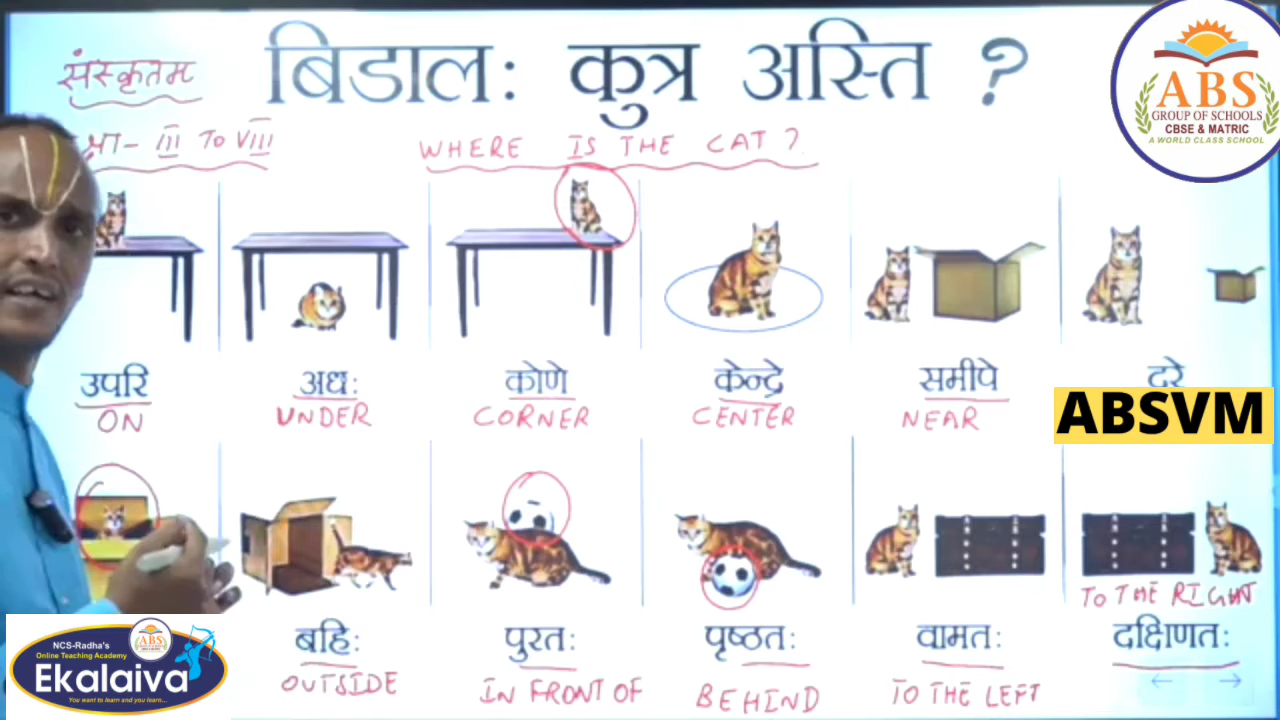 संस्कृतम
बिडालः कुत्र अस्ति ?
III TO VIII
WHERE IS THE CAT ?
ABS
GROUP OF SCHOOLS
CBSE & MATRIC
A WORLD CLASS SCHOOL
उपरि अधः कोणे केन्द्रे समीपे दूरे
ON UNDER CORNER CENTER NEAR
ABSVM
TO THE RIGHT
बहिः पुरतः पृष्ठतः वामतः दक्षिणतः
OUTSIDE IN FRONT OF BEHIND TO THE LEFT
NCS-Radha's
Online Teaching Academy
ABS
Ekalaiva
You want to learn and you learn...